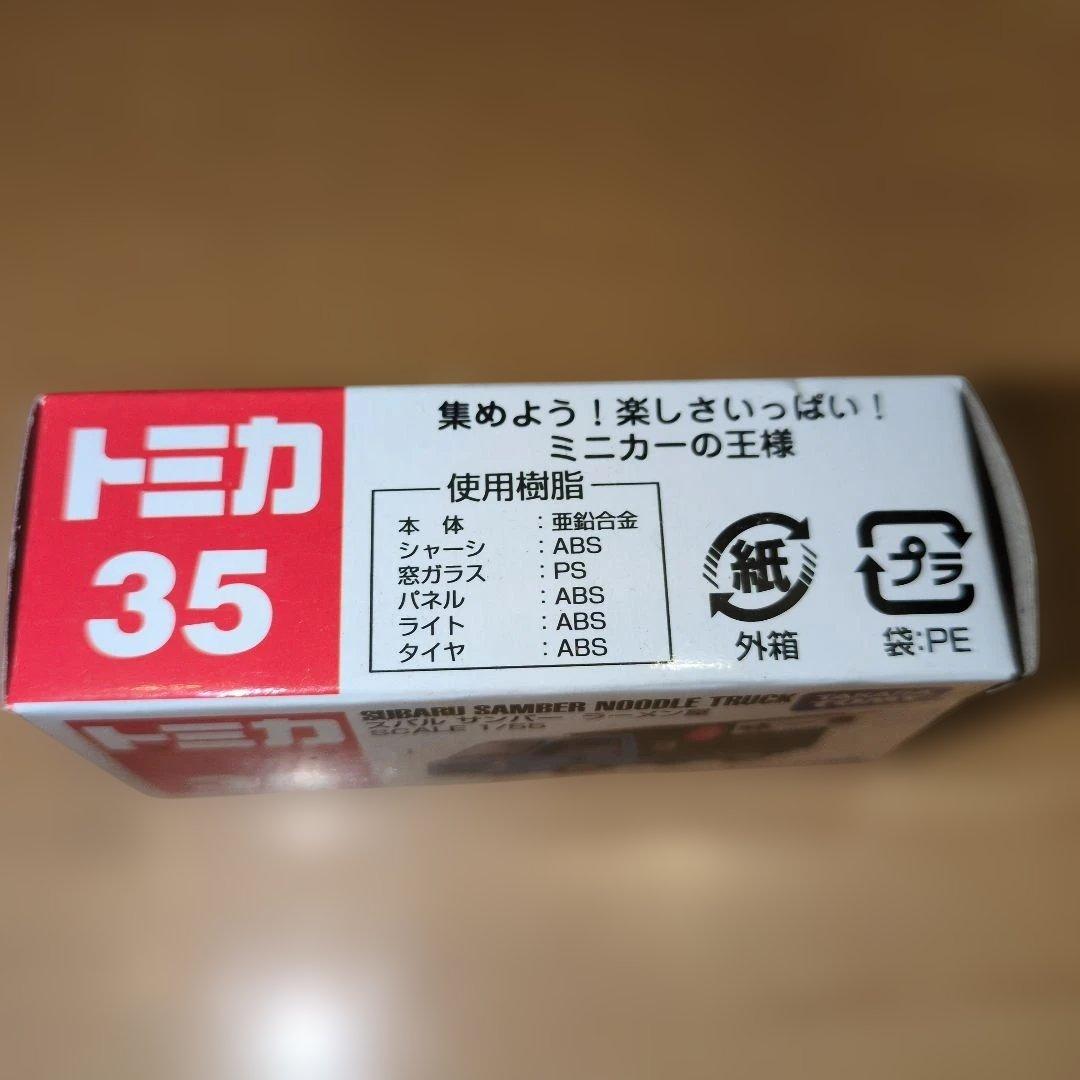 トミカ
35
集めよう！楽しさいっぱい！
ミニカーの王様
使用樹脂
本 体 : 亜鉛合金
シャーシ : ABS
窓ガラス : PS
パネル : ABS
ライト : ABS
タイヤ : ABS
紙
外箱
プラ
袋:PE
トミカ
SUBARU SAMBER NOODLE TRUCK
スバル サンバー ラーメン屋
SCALE 1/55